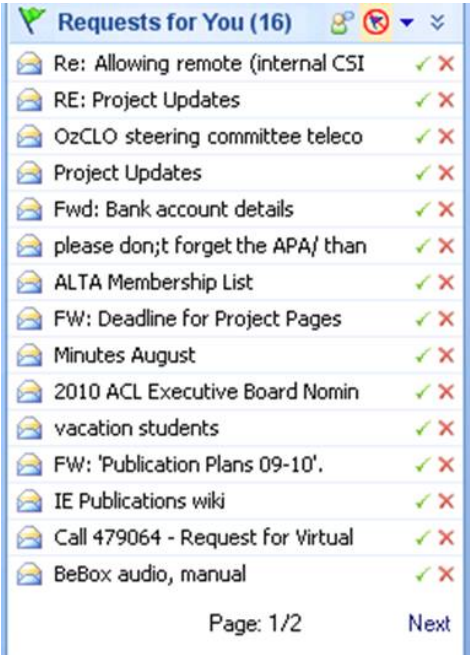 Requests for You (16)
Re: Allowing remote (internal CSI
RE: Project Updates
OzCLO steering committee teleco
Project Updates
Fwd: Bank account details
please don;t forget the APA/ than
ALTA Membership List
FW: Deadline for Project Pages
Minutes August
2010 ACL Executive Board Nomin
vacation students
FW: 'Publication Plans 09-10'.
IE Publications wiki
Call 479064 - Request for Virtual
BeBox audio, manual
Page: 1/2 Next